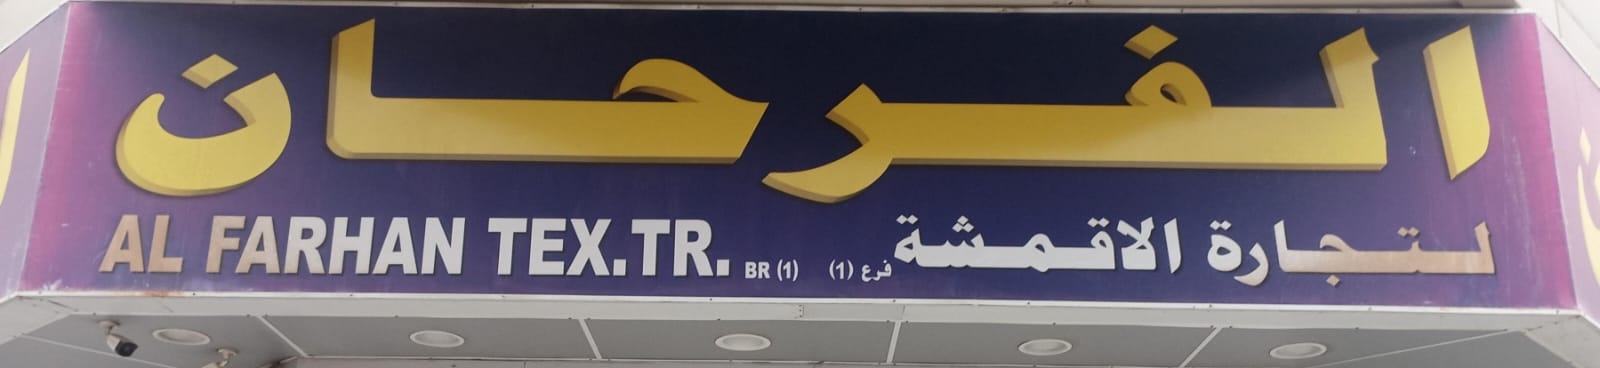 الفرحان
لتجارة الاقمشة فرع (1)
AL FARHAN TEX.TR. BR (1)